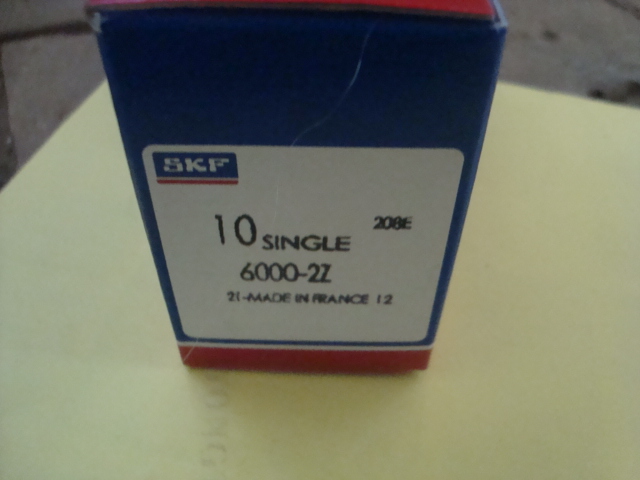 SKF
10 SINGLE 208E
6000-2Z
21-MADE IN FRANCE 12